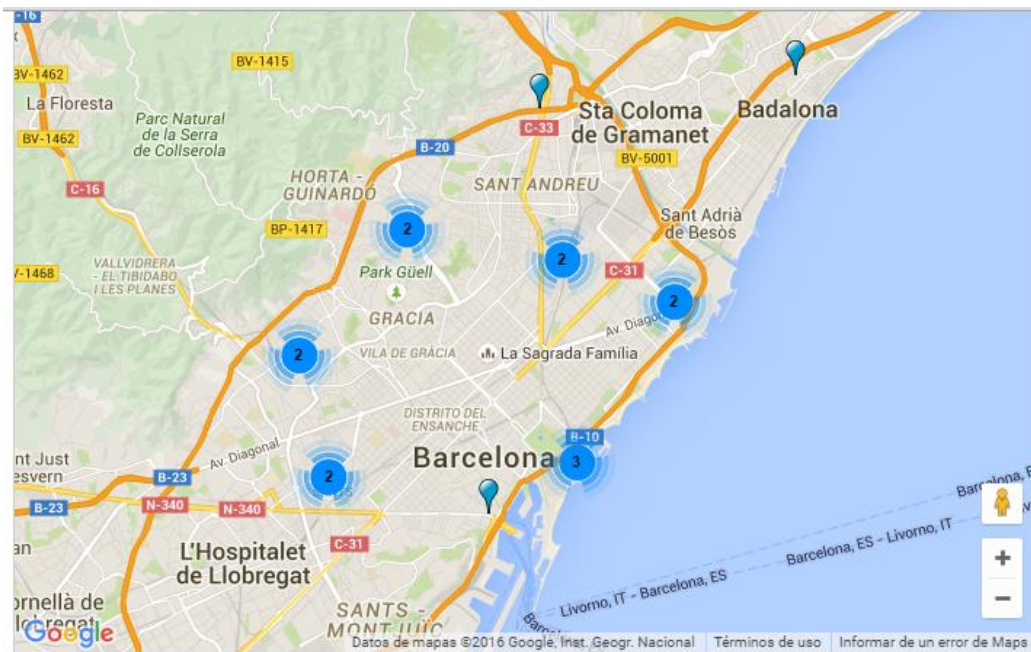 B-16
BV-1462
BV-1415
La Floresta
Parc Natural
de la Serra
de Collserola
BV-1462
C-16
C-33
Sta Coloma
de Gramanet
Badalona
B-20
BV-5001
HORTA -
GUINARDÓ
SANT ANDREU
BP-1417
2
Sant Adrià
de Besòs
VALLVIDRERA
- EL TIBIDABO
I LES PLANES
V-1468
Park Güell
2
C-31
2
GRACIA
Av. Diagonal
2
VILA DE GRÀCIA
La Sagrada Família
DISTRITO DEL
ENSANCHE
Av. Diagonal
B-10
Barcelona
3
nt Just
esvern
B-23
2
B-23
N-340
N-340
Barcelona, E
Barcelona, ES - Livorno, IT
L'Hospitalet
de Llobregat
C-31
Livorno, IT - Barcelona, ES
+
−
ornellà de
Llobregat
SANTS -
MONTJUÏC
Google
Datos de mapas ©2016 Google, Inst. Geogr. Nacional
Términos de uso
Informar de un error de Maps